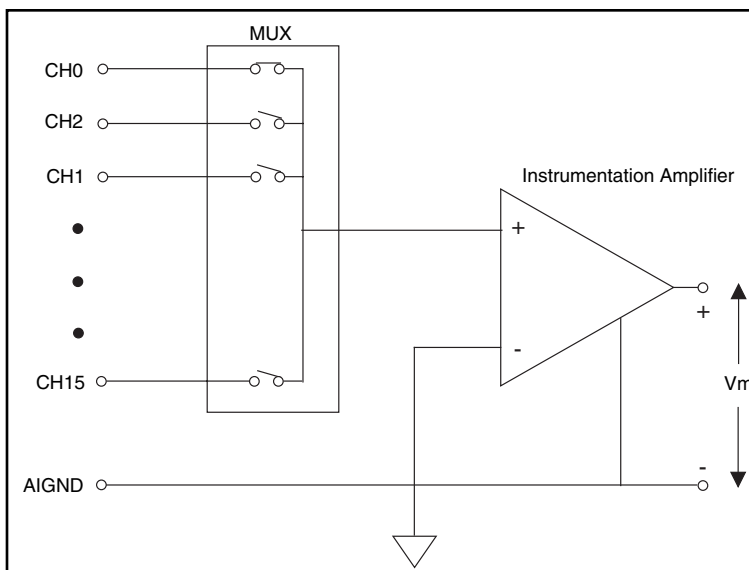 MUX
CH0
CH2
CH1
Instrumentation Amplifier
+
+
-
Vm
CH15
AIGND
-